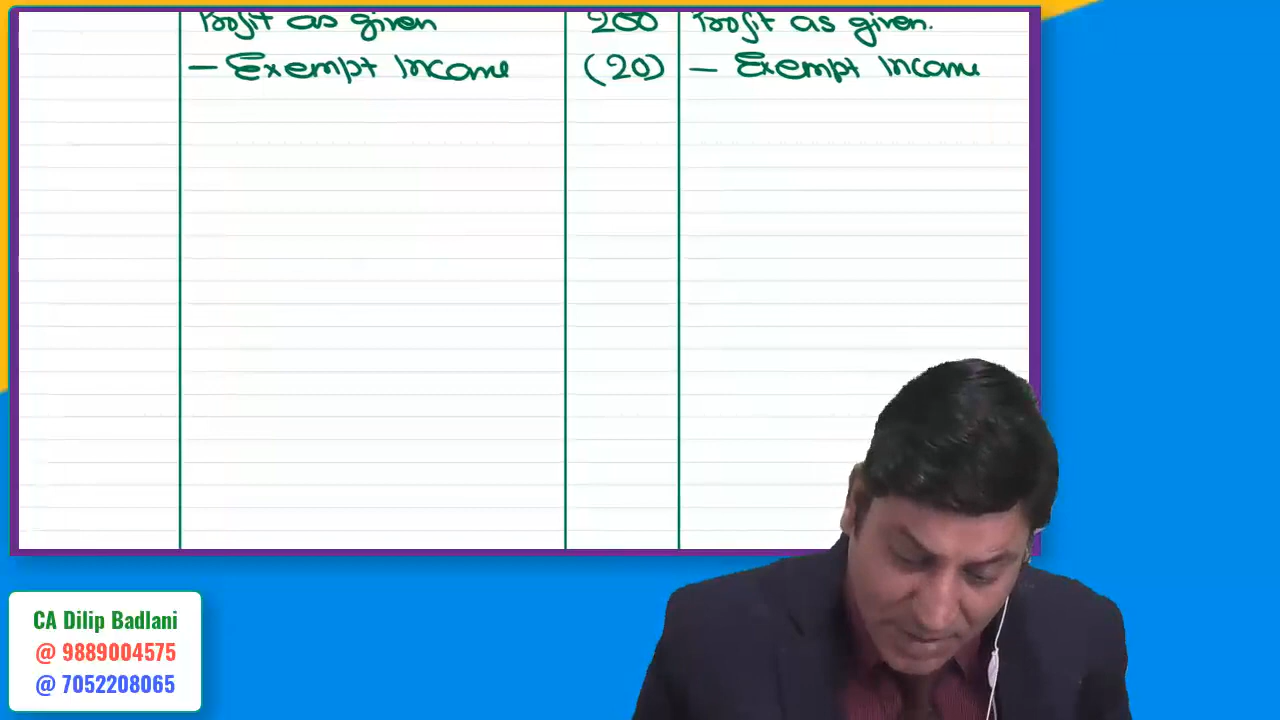 Profit as given 200 Profit as given.
- Exempt Income (20) - Exempt Income
CA Dilip Badlani
@ 9889004575
@ 7052208065